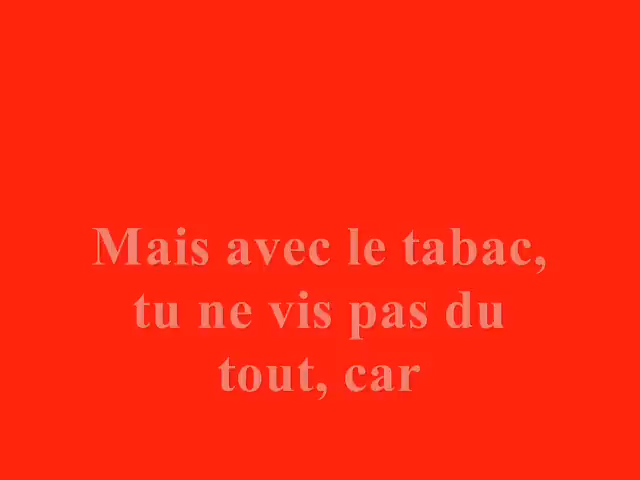 Mais avec le tabac,
tu ne vis pas du
tout, car